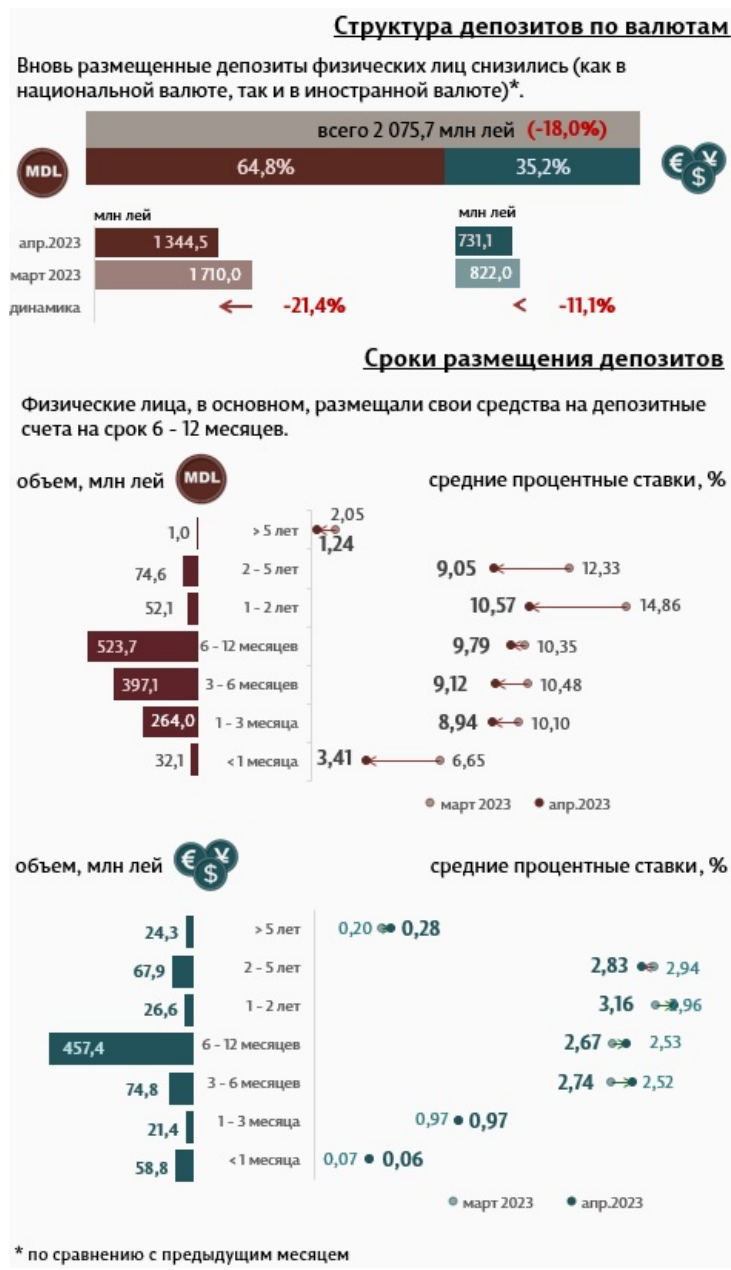 Структура депозитов по валютам
Вновь размещенные депозиты физических лиц снизились (как в
национальной валюте, так и в иностранной валюте)*.
всего 2 075,7 млн лей (-18,0%)
MDL 64,8% 35,2% € ¥ $
млн лей млн лей
апр.2023 1 344,5 731,1
март 2023 1 710,0 822,0
динамика -21,4% -11,1%
Сроки размещения депозитов
Физические лица, в основном, размещали свои средства на депозитные
счета на срок 6 - 12 месяцев.
объем, млн лей MDL средние процентные ставки, %
1,0 > 5 лет 1,24 2,05
74,6 2 - 5 лет 9,05 12,33
52,1 1 - 2 лет 10,57 14,86
523,7 6 - 12 месяцев 9,79 10,35
397,1 3 - 6 месяцев 9,12 10,48
264,0 1 - 3 месяца 8,94 10,10
32,1 < 1 месяца 3,41 6,65
март 2023 апр.2023
объем, млн лей € ¥ $ средние процентные ставки, %
24,3 > 5 лет 0,20 0,28
67,9 2 - 5 лет 2,83 2,94
26,6 1 - 2 лет 3,16 ,96
457,4 6 - 12 месяцев 2,67 2,53
74,8 3 - 6 месяцев 2,74 2,52
21,4 1 - 3 месяца 0,97 0,97
58,8 < 1 месяца 0,07 0,06
март 2023 апр.2023
* по сравнению с предыдущим месяцем